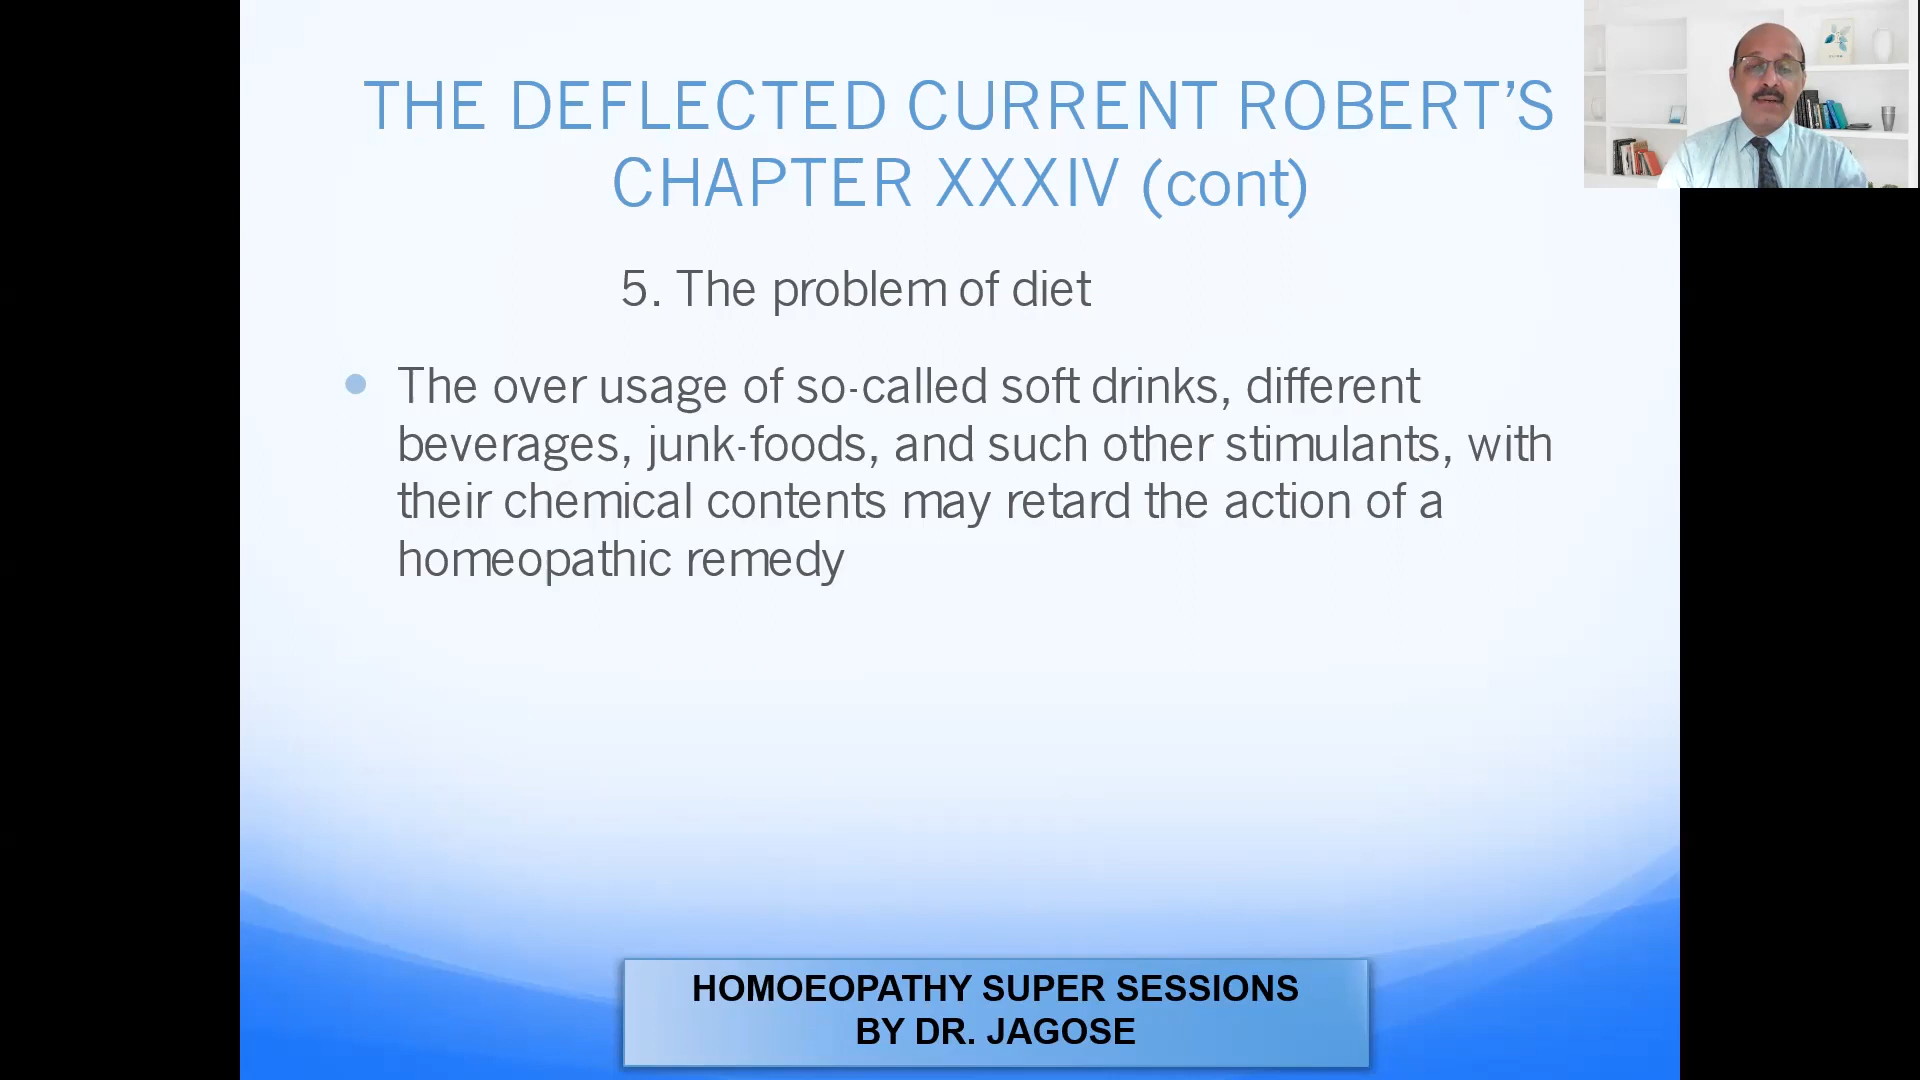 THE DEFLECTED CURRENT ROBERT’S
CHAPTER XXXIV (cont)
5. The problem of diet
The over usage of so-called soft drinks, different
beverages, junk-foods, and such other stimulants, with
their chemical contents may retard the action of a
homeopathic remedy
HOMOEOPATHY SUPER SESSIONS
BY DR. JAGOSE